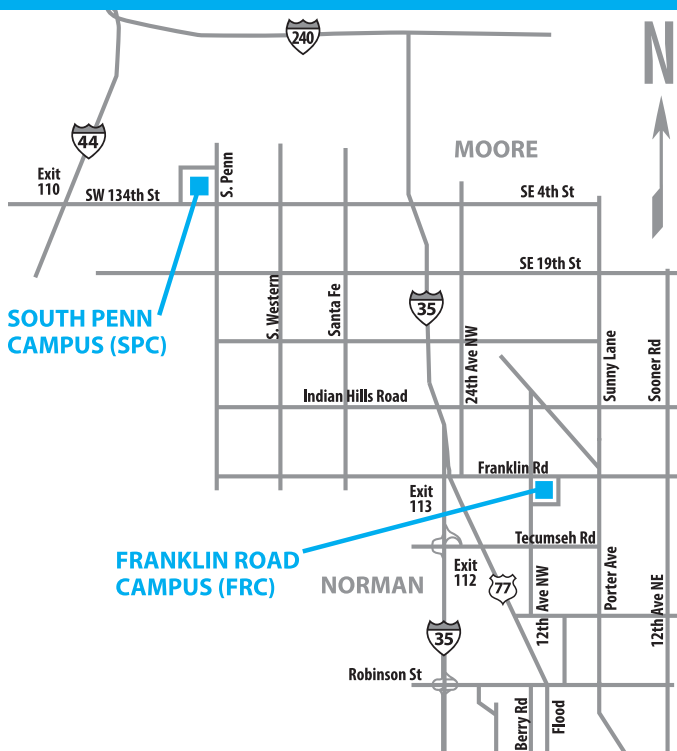 240
N
44
MOORE
Exit
110
S. Penn
SW 134th St
SE 4th St
SE 19th St
SOUTH PENN
CAMPUS (SPC)
S. Western
Santa Fe
35
24th Ave NW
Sunny Lane
Sooner Rd
Indian Hills Road
Franklin Rd
Exit
113
Tecumseh Rd
FRANKLIN ROAD
CAMPUS (FRC)
NORMAN
Exit
112
77
12th Ave NW
Porter Ave
12th Ave NE
35
Robinson St
Berry Rd
Flood